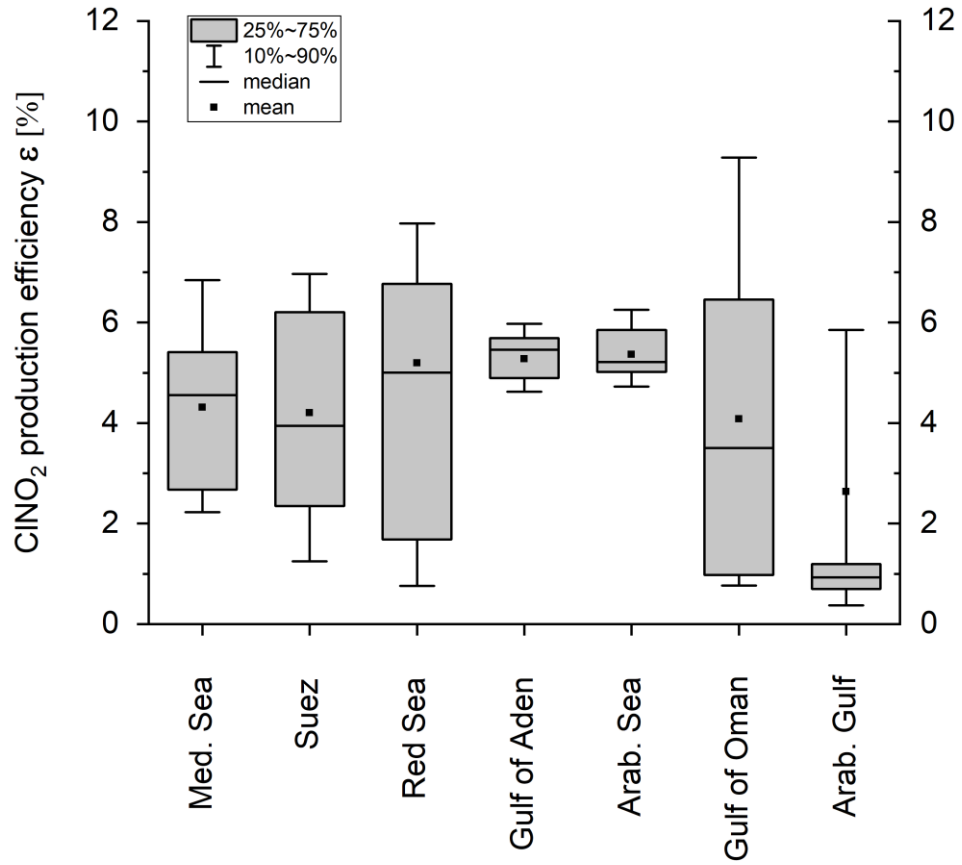 25%~75%
10%~90%
median
mean
ClNO₂ production efficiency ε [%]
12
10
8
6
4
2
0
12
10
8
6
4
2
0
Med. Sea
Suez
Red Sea
Gulf of Aden
Arab. Sea
Gulf of Oman
Arab. Gulf